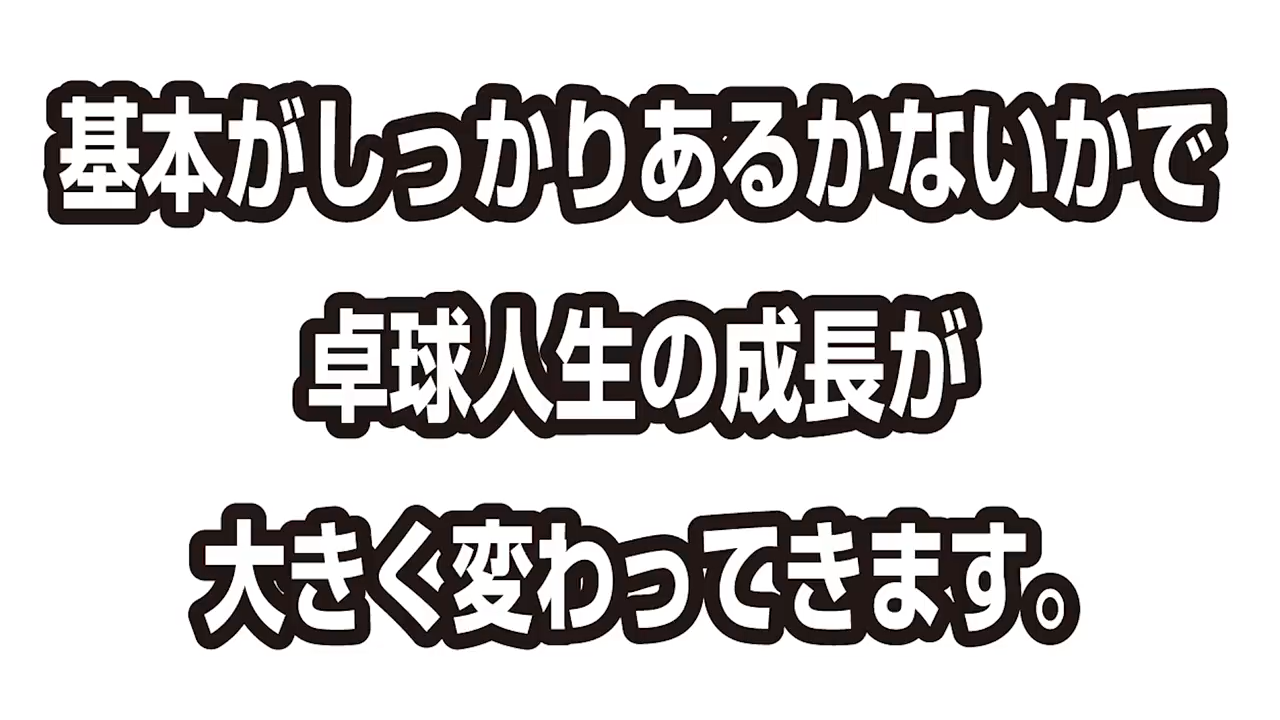 基本がしっかりあるかないかで
卓球人生の成長が
大きく変わってきます。